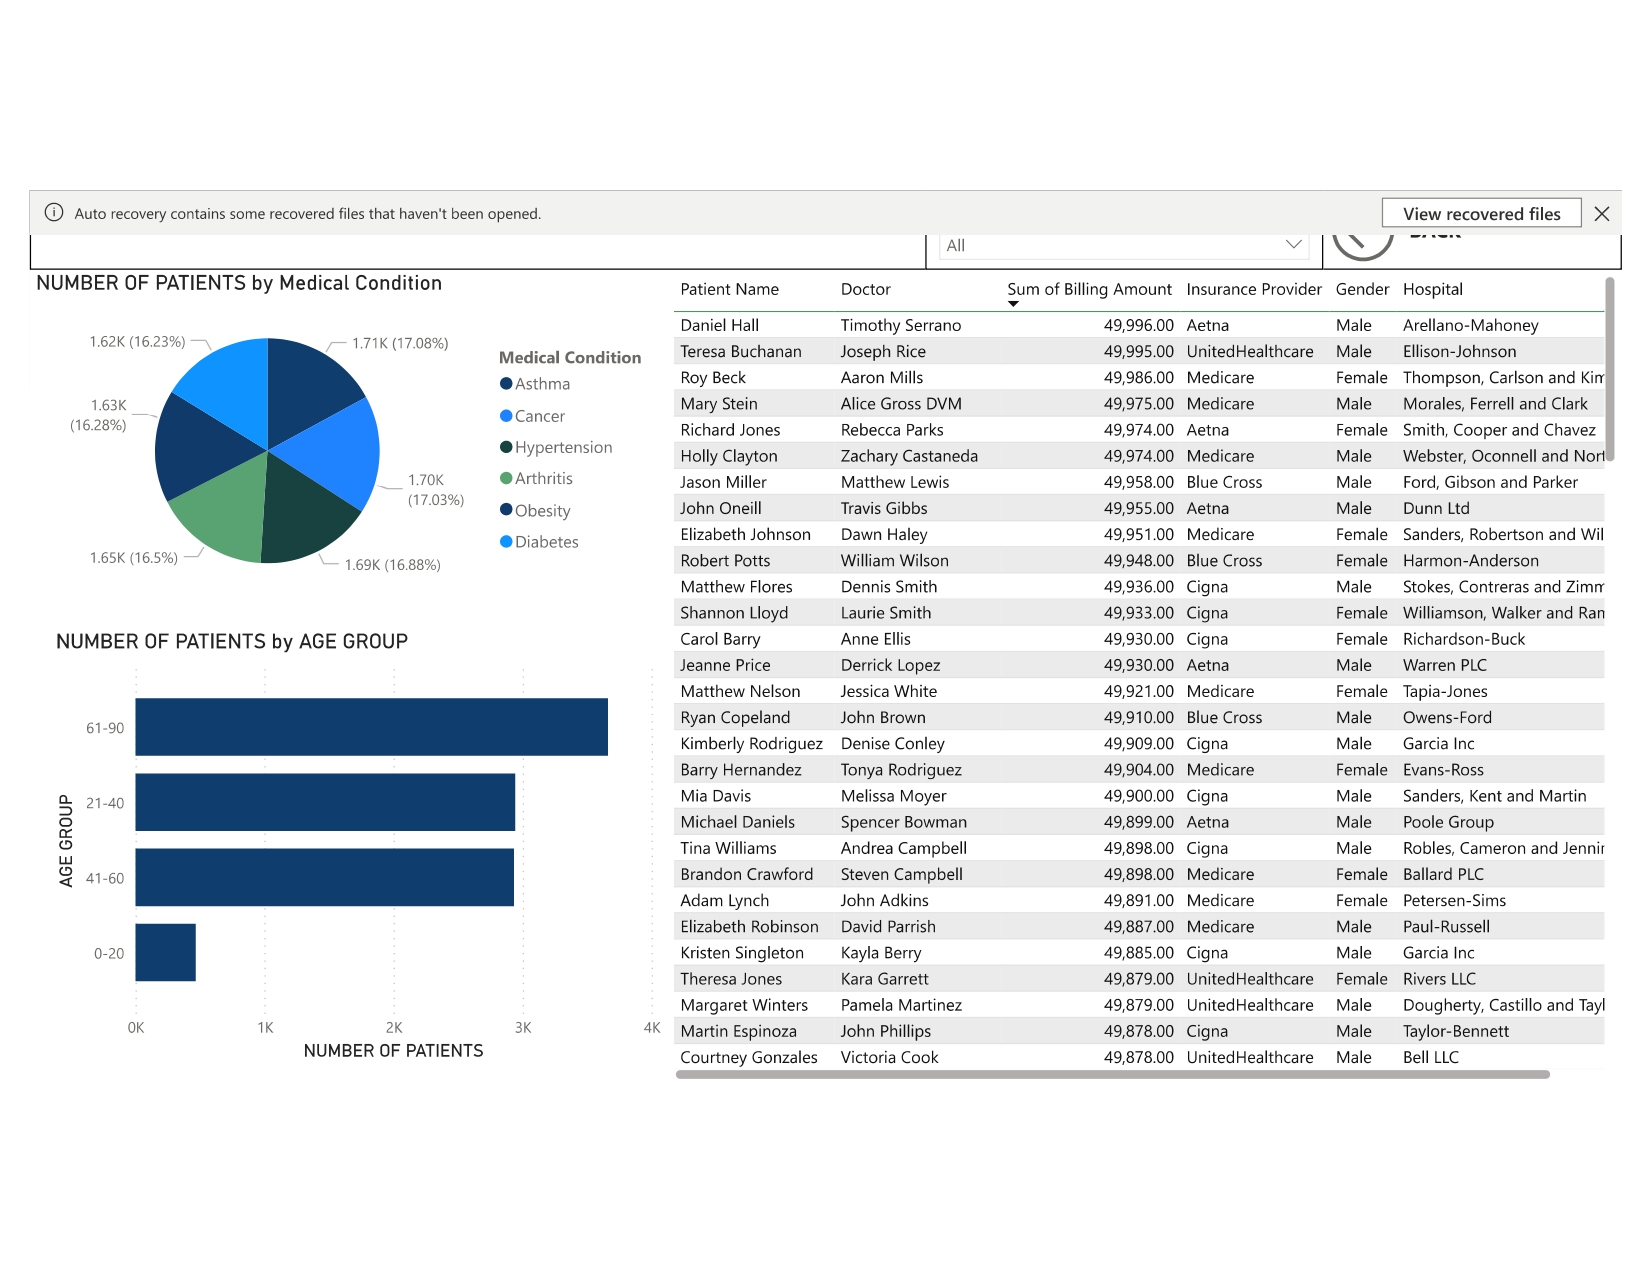 Auto recovery contains some recovered files that haven't been opened.
View recovered files
All
BACK
NUMBER OF PATIENTS by Medical Condition
1.62K (16.23%)
1.71K (17.08%)
1.63K
(16.28%)
1.70K
(17.03%)
1.65K (16.5%)
1.69K (16.88%)
Medical Condition
Asthma
Cancer
Hypertension
Arthritis
Obesity
Diabetes
NUMBER OF PATIENTS by AGE GROUP
AGE GROUP
61-90
21-40
41-60
0-20
0K 1K 2K 3K 4K
NUMBER OF PATIENTS
Patient Name Doctor Sum of Billing Amount Insurance Provider Gender Hospital
Daniel Hall Timothy Serrano 49,996.00 Aetna Male Arellano-Mahoney
Teresa Buchanan Joseph Rice 49,995.00 UnitedHealthcare Male Ellison-Johnson
Roy Beck Aaron Mills 49,986.00 Medicare Female Thompson, Carlson and Kim
Mary Stein Alice Gross DVM 49,975.00 Medicare Male Morales, Ferrell and Clark
Richard Jones Rebecca Parks 49,974.00 Aetna Female Smith, Cooper and Chavez
Holly Clayton Zachary Castaneda 49,974.00 Medicare Male Webster, Oconnell and Nort
Jason Miller Matthew Lewis 49,958.00 Blue Cross Male Ford, Gibson and Parker
John Oneill Travis Gibbs 49,955.00 Aetna Male Dunn Ltd
Elizabeth Johnson Dawn Haley 49,951.00 Medicare Female Sanders, Robertson and Wil
Robert Potts William Wilson 49,948.00 Blue Cross Female Harmon-Anderson
Matthew Flores Dennis Smith 49,936.00 Cigna Male Stokes, Contreras and Zimm
Shannon Lloyd Laurie Smith 49,933.00 Cigna Female Williamson, Walker and Ran
Carol Barry Anne Ellis 49,930.00 Cigna Female Richardson-Buck
Jeanne Price Derrick Lopez 49,930.00 Aetna Male Warren PLC
Matthew Nelson Jessica White 49,921.00 Medicare Female Tapia-Jones
Ryan Copeland John Brown 49,910.00 Blue Cross Male Owens-Ford
Kimberly Rodriguez Denise Conley 49,909.00 Cigna Male Garcia Inc
Barry Hernandez Tonya Rodriguez 49,904.00 Medicare Female Evans-Ross
Mia Davis Melissa Moyer 49,900.00 Cigna Male Sanders, Kent and Martin
Michael Daniels Spencer Bowman 49,899.00 Aetna Male Poole Group
Tina Williams Andrea Campbell 49,898.00 Cigna Male Robles, Cameron and Jennin
Brandon Crawford Steven Campbell 49,898.00 Medicare Female Ballard PLC
Adam Lynch John Adkins 49,891.00 Medicare Female Petersen-Sims
Elizabeth Robinson David Parrish 49,887.00 Medicare Male Paul-Russell
Kristen Singleton Kayla Berry 49,885.00 Cigna Male Garcia Inc
Theresa Jones Kara Garrett 49,879.00 UnitedHealthcare Female Rivers LLC
Margaret Winters Pamela Martinez 49,879.00 UnitedHealthcare Male Dougherty, Castillo and Tayl
Martin Espinoza John Phillips 49,878.00 Cigna Male Taylor-Bennett
Courtney Gonzales Victoria Cook 49,878.00 UnitedHealthcare Male Bell LLC